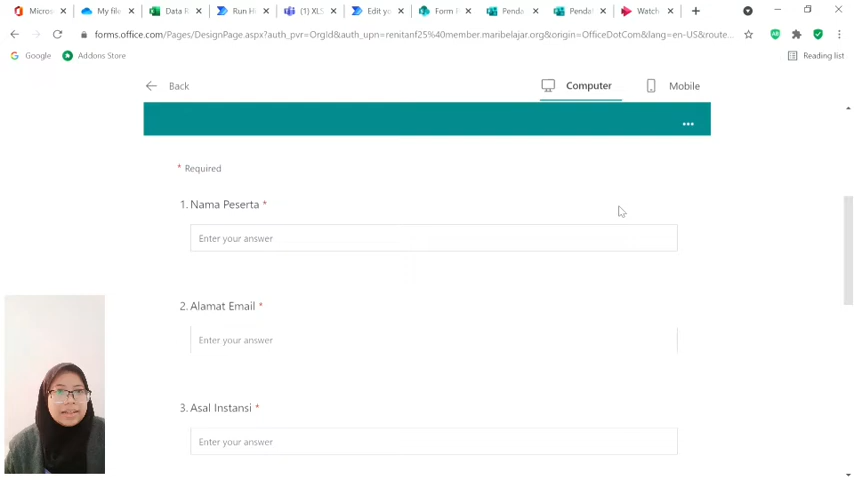 Micros
My file
Data R
Run H
(1) XLS
Edit yo
Form R
Penda
Penda
Watch
forms.office.com/Pages/DesignPage.aspx?auth_pvr=OrgId&auth_upn=renitanf25%40member.maribelajar.org&origin=OfficeDotCom&lang=en-US&route...
Google
Addons Store
Reading list
Back
Computer
Mobile
* Required
1. Nama Peserta *
Enter your answer
2. Alamat Email *
Enter your answer
3. Asal Instansi *
Enter your answer